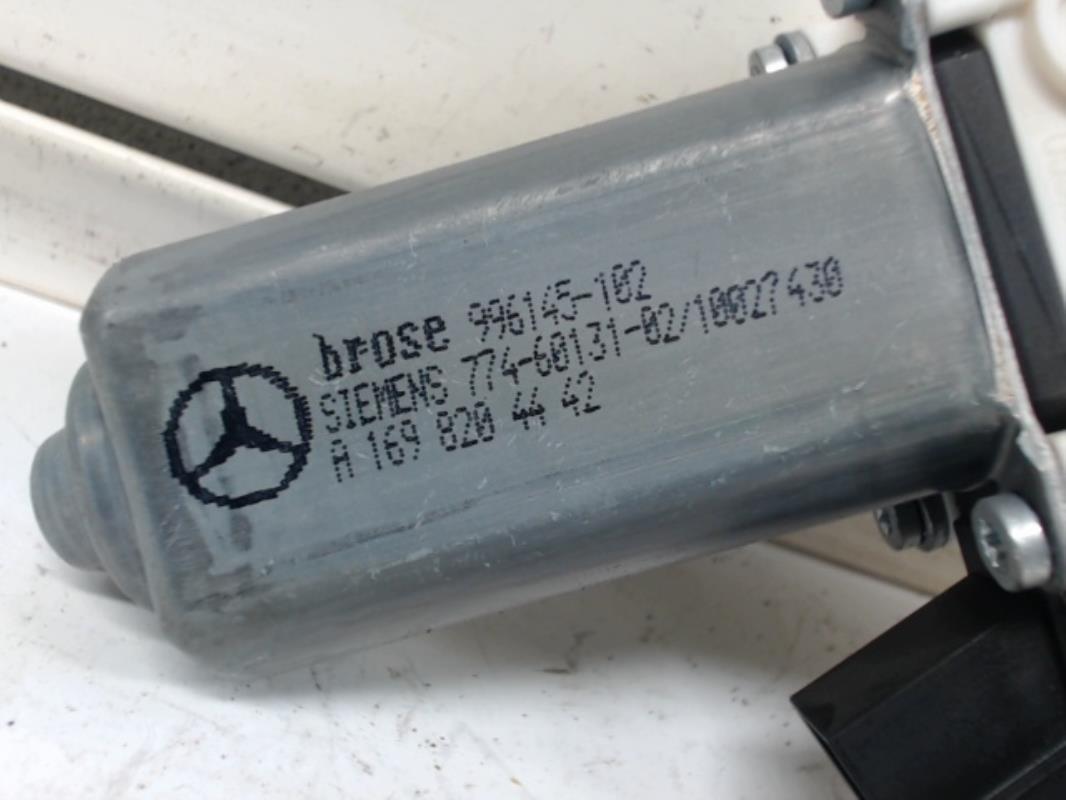 brose 996145-102
SIEMENS 774-60131-02/10027430
A 169 820 44 42